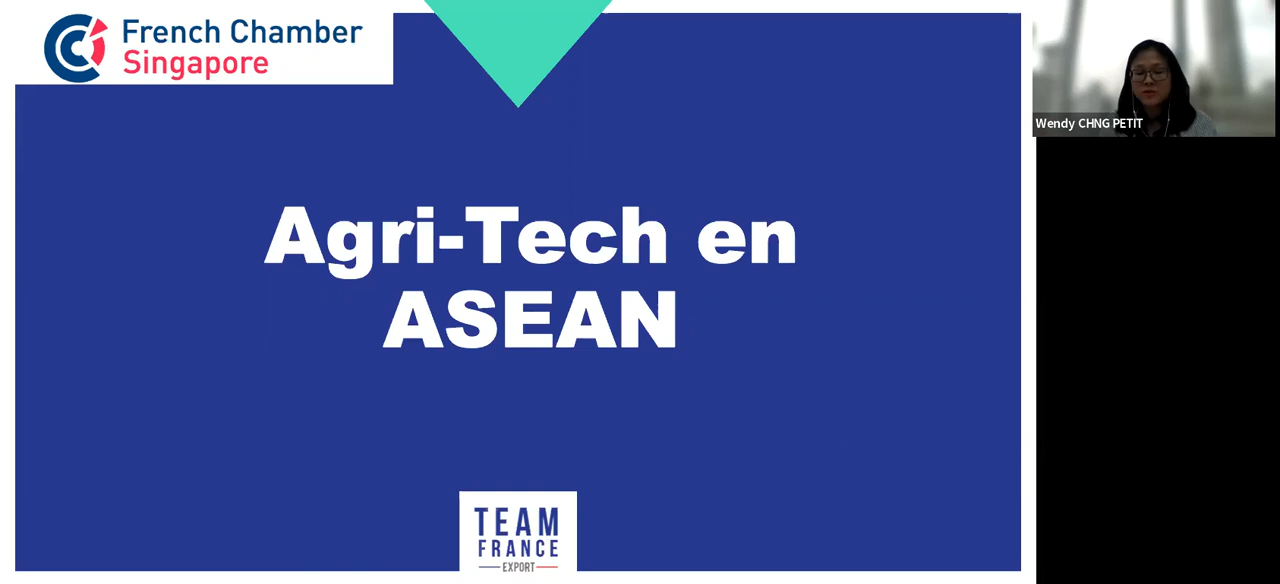 French Chamber
Singapore
Wendy CHNG PETIT
Agri-Tech en
ASEAN
TEAM
FRANCE
EXPORT